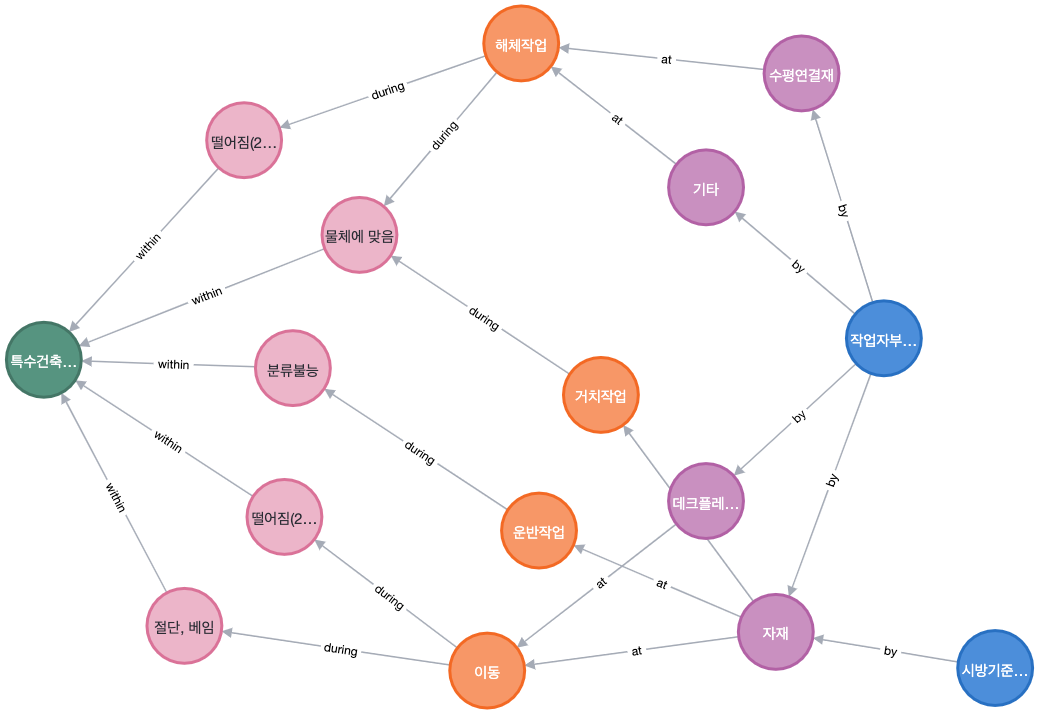 해체작업
at
수평연결재
during
at
떨어짐(2...
during
기타
by
물체에 맞음
within
by
within
during
작업자부...
특수건축...
within
분류불능
거치작업
by
within
during
데크플레...
by
within
떨어짐(2...
운반작업
at
at
during
절단, 베임
during
이동
at
자재
by
시방기준...